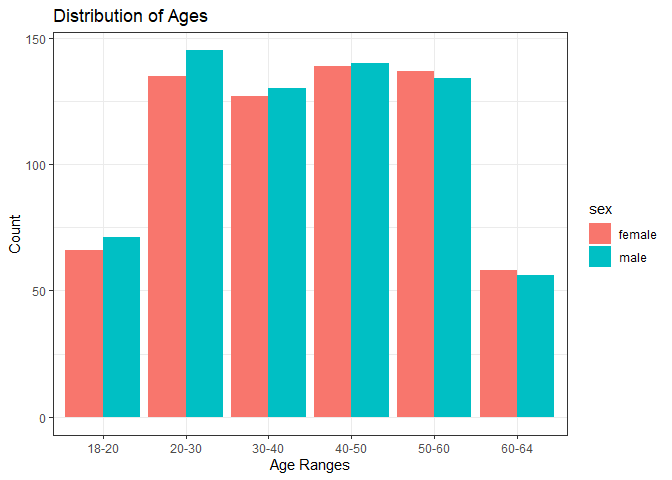 Distribution of Ages
150
100
50
0
Count
18-20 20-30 30-40 40-50 50-60 60-64
Age Ranges
sex
female
male